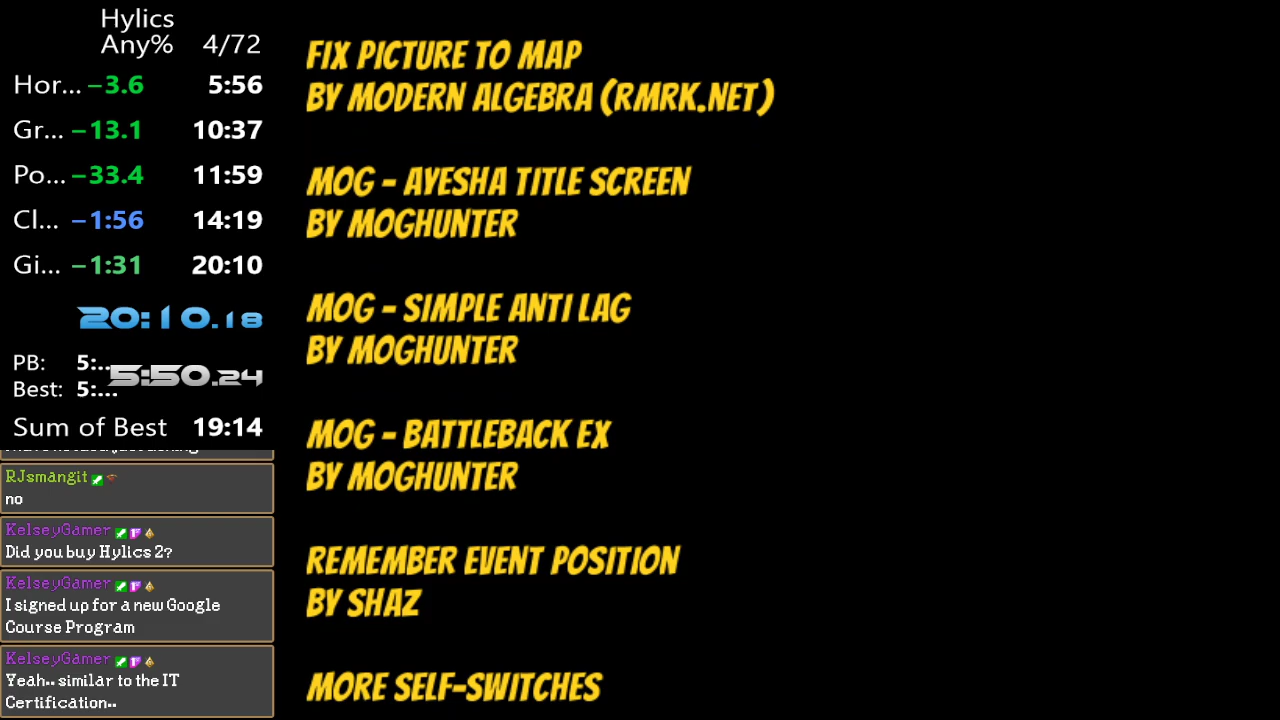 Hylics
Any% 4/72
Hor... −3.6 5:56
Gr... −13.1 10:37
Po... −33.4 11:59
Cl... −1:56 14:19
Gi... −1:31 20:10
20:10.18
PB: 5:...
5:50.24
Best: 5:...
Sum of Best 19:14
RJsmangit
no
KelseyGamer
Did you buy Hylics 2?
KelseyGamer
I signed up for a new Google
Course Program
KelseyGamer
Yeah.. similar to the IT
Certification..
FIX PICTURE TO MAP
BY MODERN ALGEBRA (RMRK.NET)
MOG - AYESHA TITLE SCREEN
BY MOGHUNTER
MOG - SIMPLE ANTI LAG
BY MOGHUNTER
MOG - BATTLEBACK EX
BY MOGHUNTER
REMEMBER EVENT POSITION
BY SHAZ
MORE SELF-SWITCHES